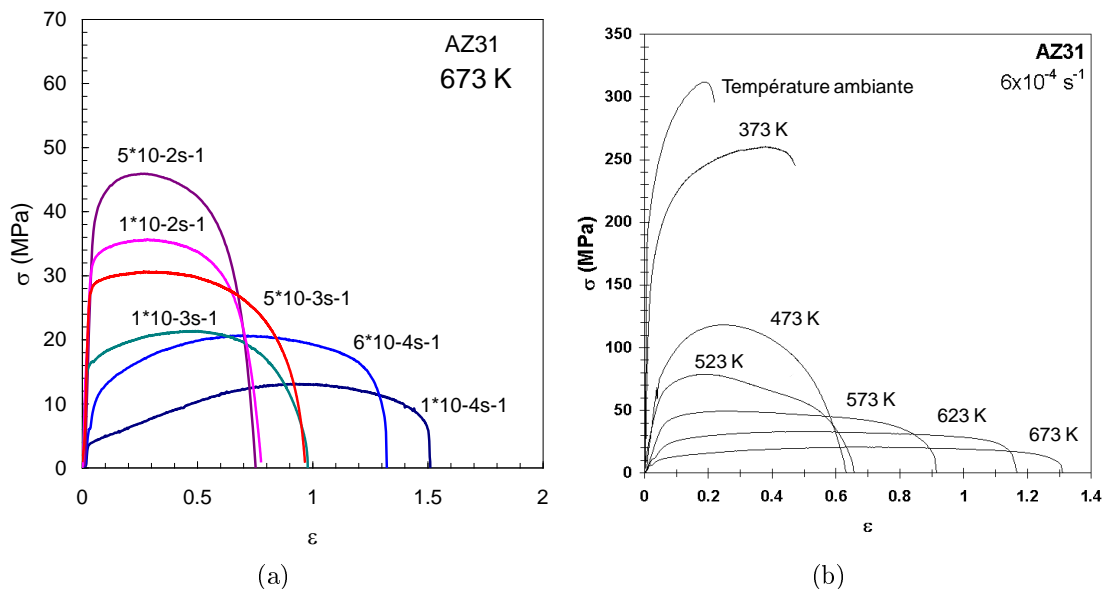 70
60
50
40
30
20
10
0
σ (MPa)
AZ31
673 K
5*10-2s-1
1*10-2s-1
5*10-3s-1
1*10-3s-1
6*10-4s-1
1*10-4s-1
0
0.5
1
1.5
2
ε
(a)
350
300
250
200
150
100
50
0
σ (MPa)
AZ31
6x10⁻⁴ s⁻¹
Température ambiante
373 K
473 K
523 K
573 K
623 K
673 K
0
0.2
0.4
0.6
0.8
1
1.2
1.4
ε
(b)